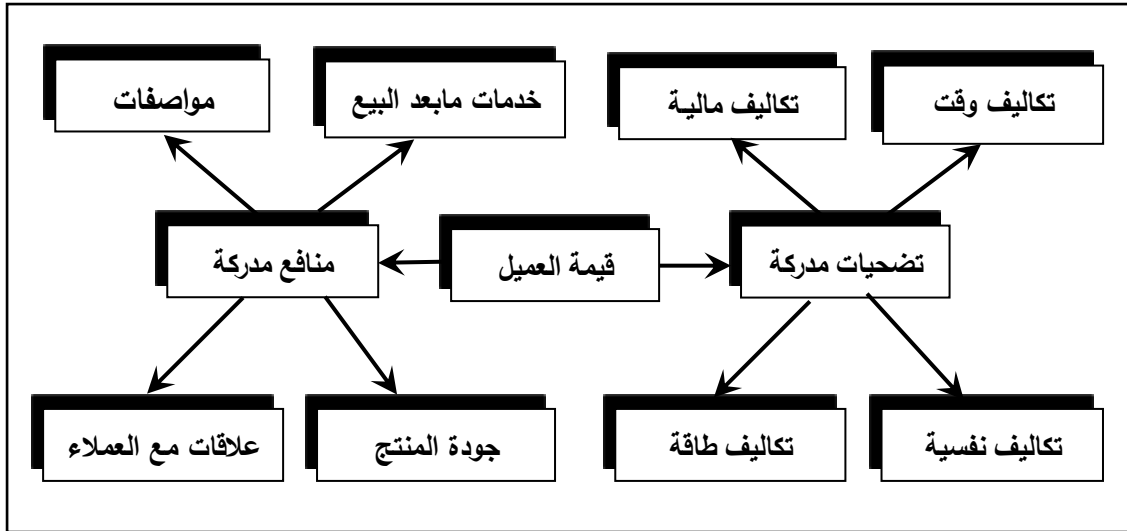 تكاليف وقت
تكاليف مالية
خدمات مابعد البيع
مواصفات
تضحيات مدركة
قيمة العميل
منافع مدركة
تكاليف نفسية
تكاليف طاقة
جودة المنتج
علاقات مع العملاء